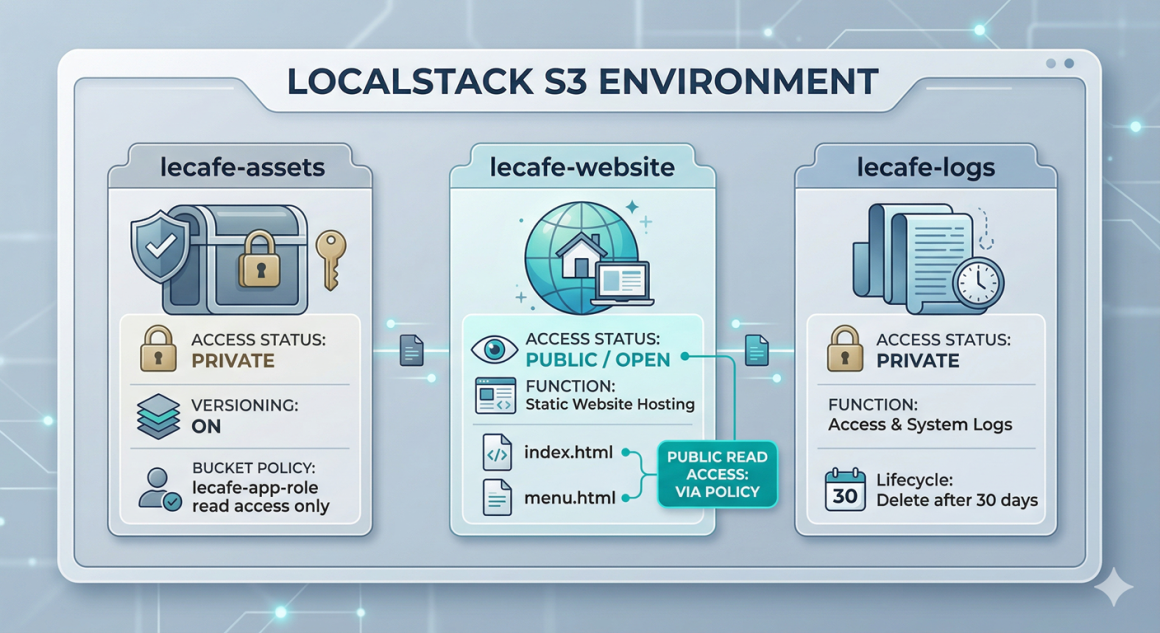 LOCALSTACK S3 ENVIRONMENT
lecafe-assets
ACCESS STATUS:
PRIVATE
VERSIONING:
ON
BUCKET POLICY:
lecafe-app-role
read access only
lecafe-website
ACCESS STATUS:
PUBLIC / OPEN
FUNCTION:
Static Website Hosting
</>
index.html
menu.html
PUBLIC READ
ACCESS:
VIA POLICY
lecafe-logs
ACCESS STATUS:
PRIVATE
FUNCTION:
Access & System Logs
30
Lifecycle:
Delete after 30 days